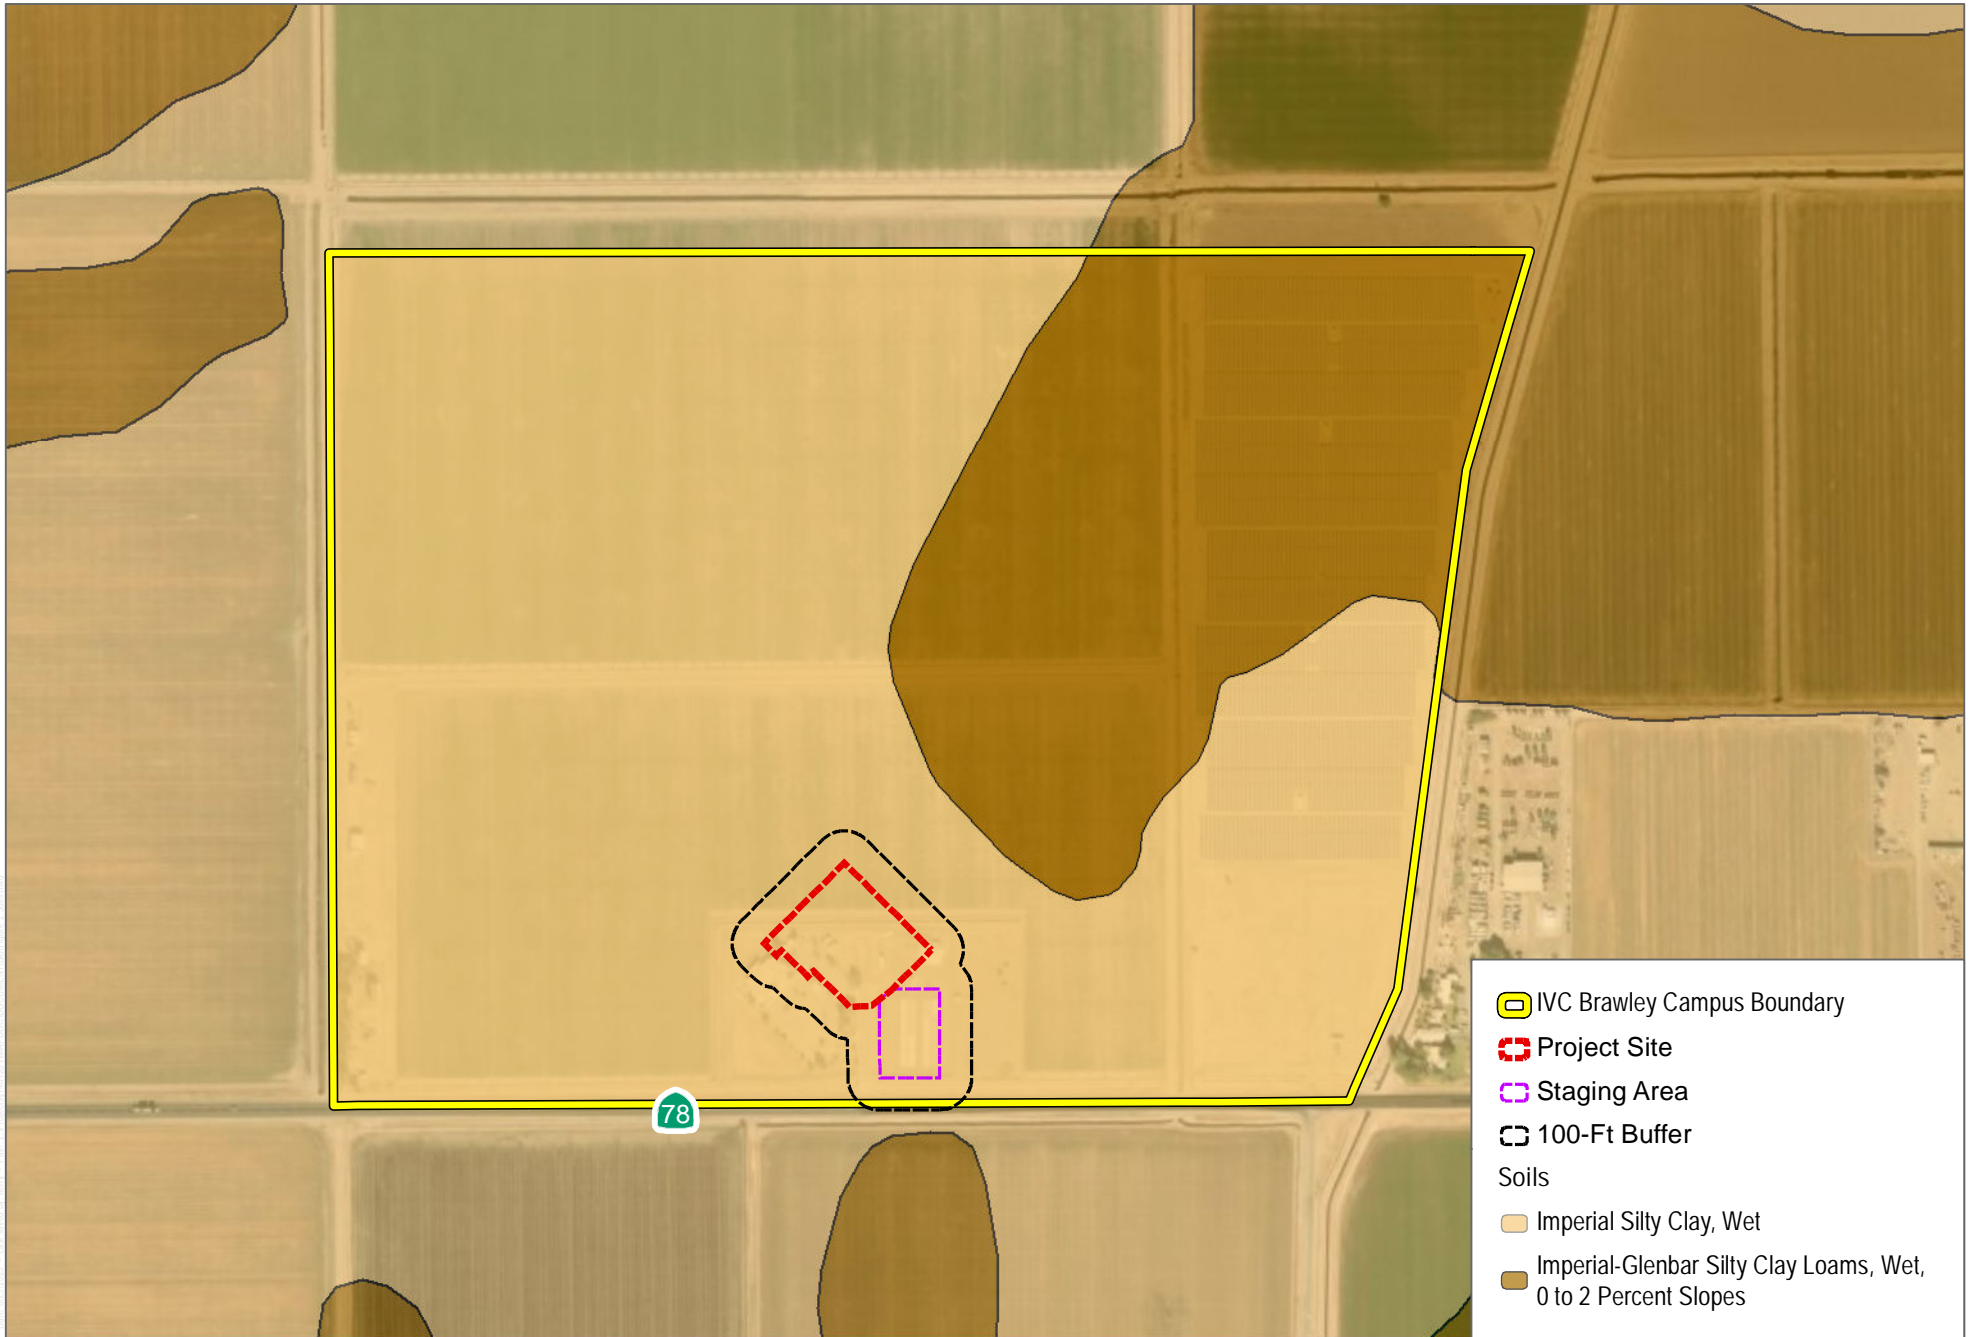 78
IVC Brawley Campus Boundary
Project Site
Staging Area
100-Ft Buffer
Soils
Imperial Silty Clay, Wet
Imperial-Glenbar Silty Clay Loams, Wet,
0 to 2 Percent Slopes